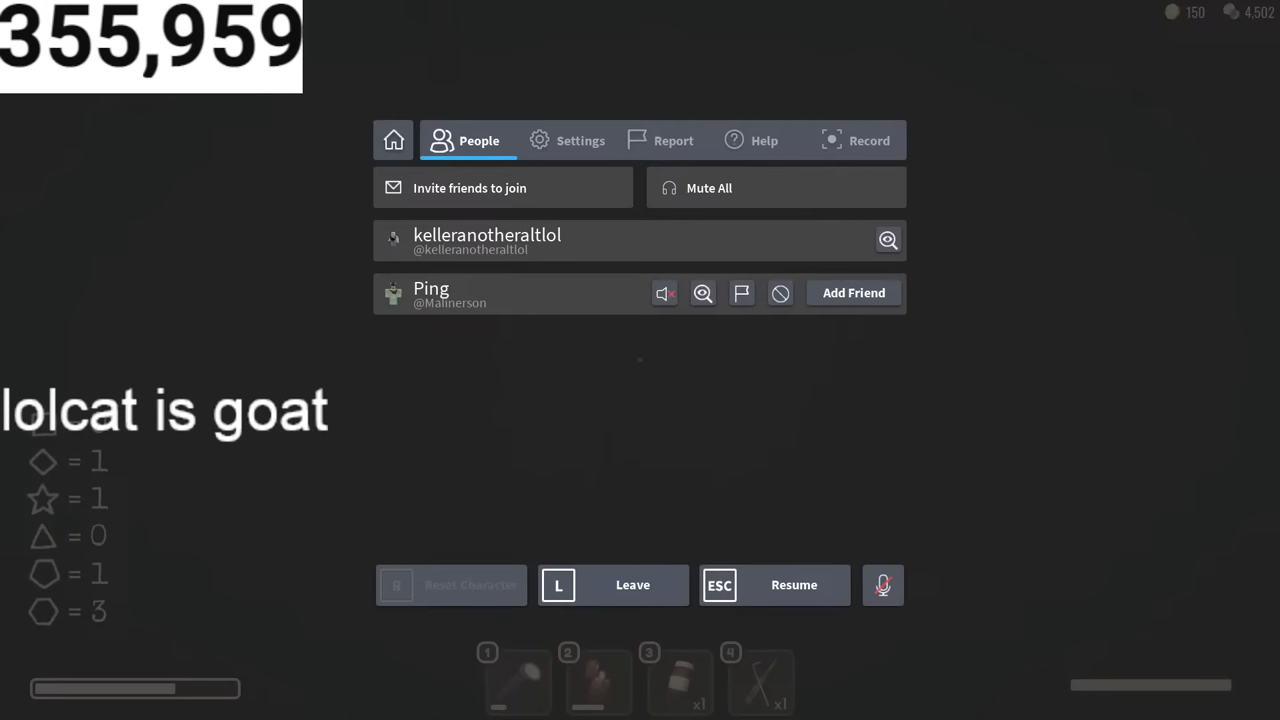 355,959
150 4,502
People Settings Report Help Record
Invite friends to join Mute All
kelleranotheraltlol
@kelleranotheraltlol
Ping
@Malinerson
Add Friend
lolcat is goat
= 1
= 1
= 0
= 1
= 3
R Reset Character L Leave ESC Resume
1 2 3 4
x1 x1